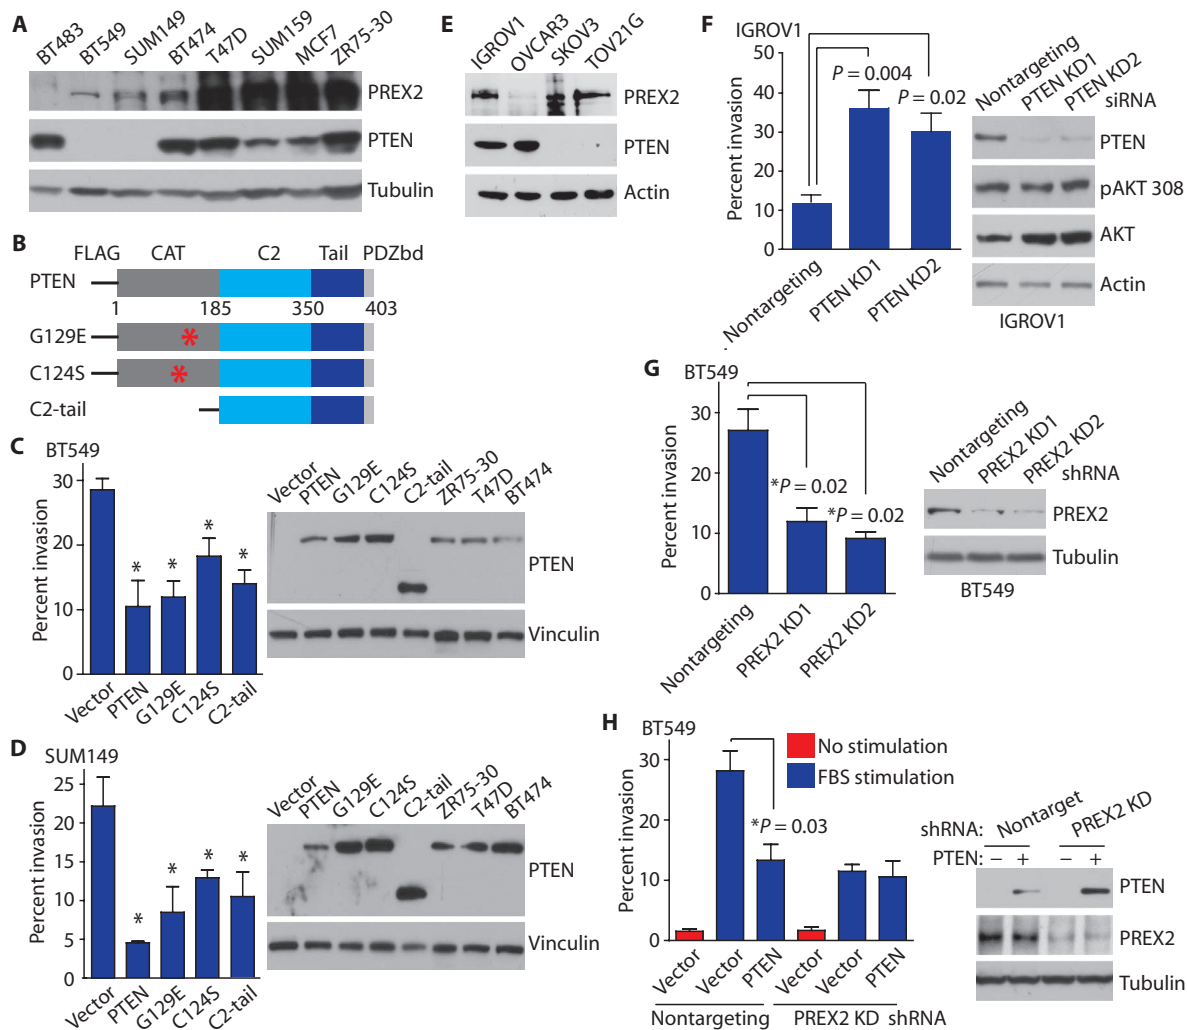 A
BT483 BT549 SUM149 BT474 T47D SUM159 MCF7 ZR75-30
PREX2
PTEN
Tubulin
B
FLAG CAT C2 Tail PDZbd
PTEN
1 185 350 403
G129E *
C124S *
C2-tail
C
BT549
Percent invasion
30
20
10
0
* * * *
Vector PTEN G129E C124S C2-tail
Vector PTEN G129E C124S C2-tail ZR75-30 T47D BT474
PTEN
Vinculin
D
SUM149
Percent invasion
25
20
15
10
5
0
* * * *
Vector PTEN G129E C124S C2-tail
Vector PTEN G129E C124S C2-tail ZR75-30 T47D BT474
PTEN
Vinculin
E
IGROV1 OVCAR3 SKOV3 TOV21G
PREX2
PTEN
Actin
F
IGROV1
Percent invasion
50
40
30
20
10
0
P = 0.004
P = 0.02
Nontargeting PTEN KD1 PTEN KD2
Nontargeting PTEN KD1 PTEN KD2
siRNA
PTEN
pAKT 308
AKT
Actin
IGROV1
G
BT549
Percent invasion
30
20
10
0
*P = 0.02
*P = 0.02
Nontargeting PREX2 KD1 PREX2 KD2
Nontargeting PREX2 KD1 PREX2 KD2
shRNA
PREX2
Tubulin
BT549
H
BT549
Percent invasion
30
20
10
0
No stimulation
FBS stimulation
*P = 0.03
Vector Vector PTEN Vector Vector PTEN
Nontargeting PREX2 KD shRNA
shRNA: Nontarget PREX2 KD
PTEN: – + – +
PTEN
PREX2
Tubulin